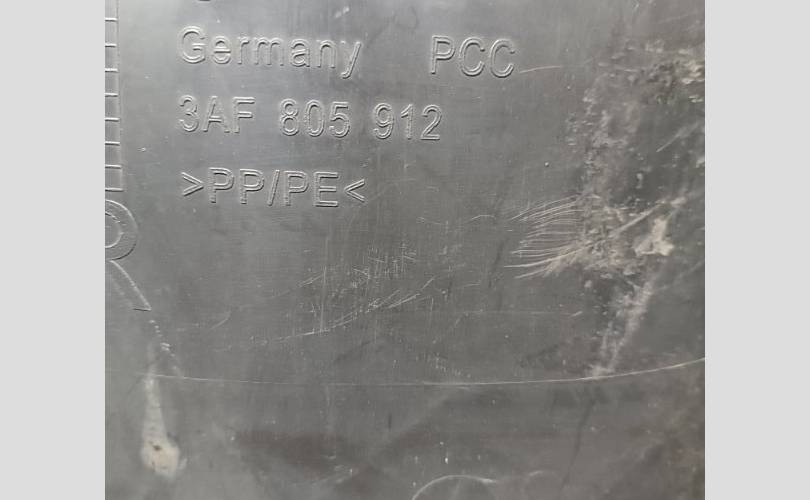 Germany PCC
3AF 805 912
>PP/PE<
R